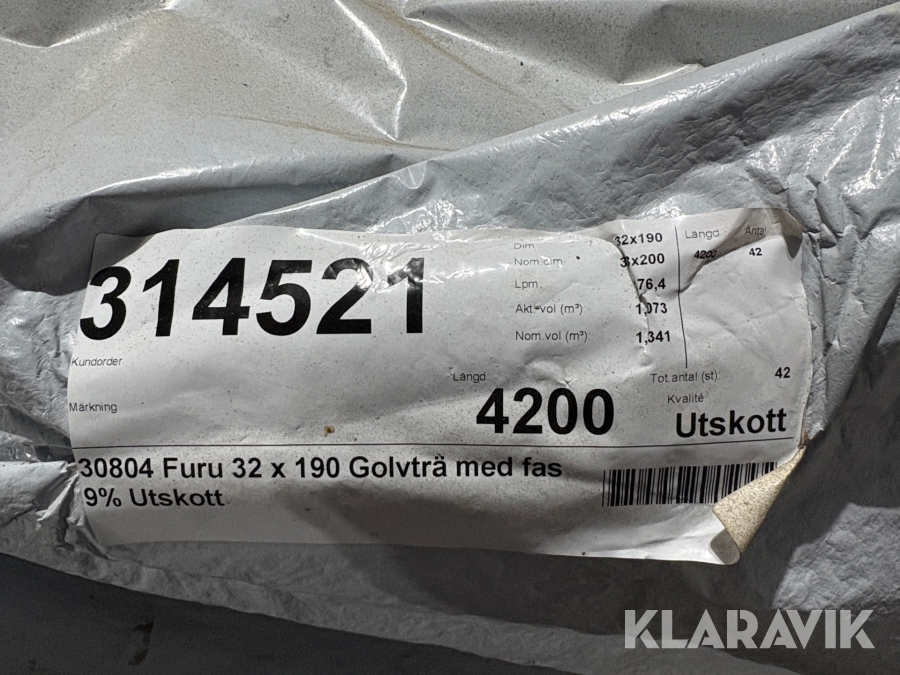 314521
Kundorder
Märkning
Dim 32x190
Nom dim 38x200
Lpm: 176,4
Akt.vol (m³) 1,073
Nom.vol (m³): 1,341
Längd Antal
4200 42
Längd
4200
Tot.antal (st): 42
Kvalité
Utskott
30804 Furu 32 x 190 Golvträ med fas
9% Utskott
KLARAVIK